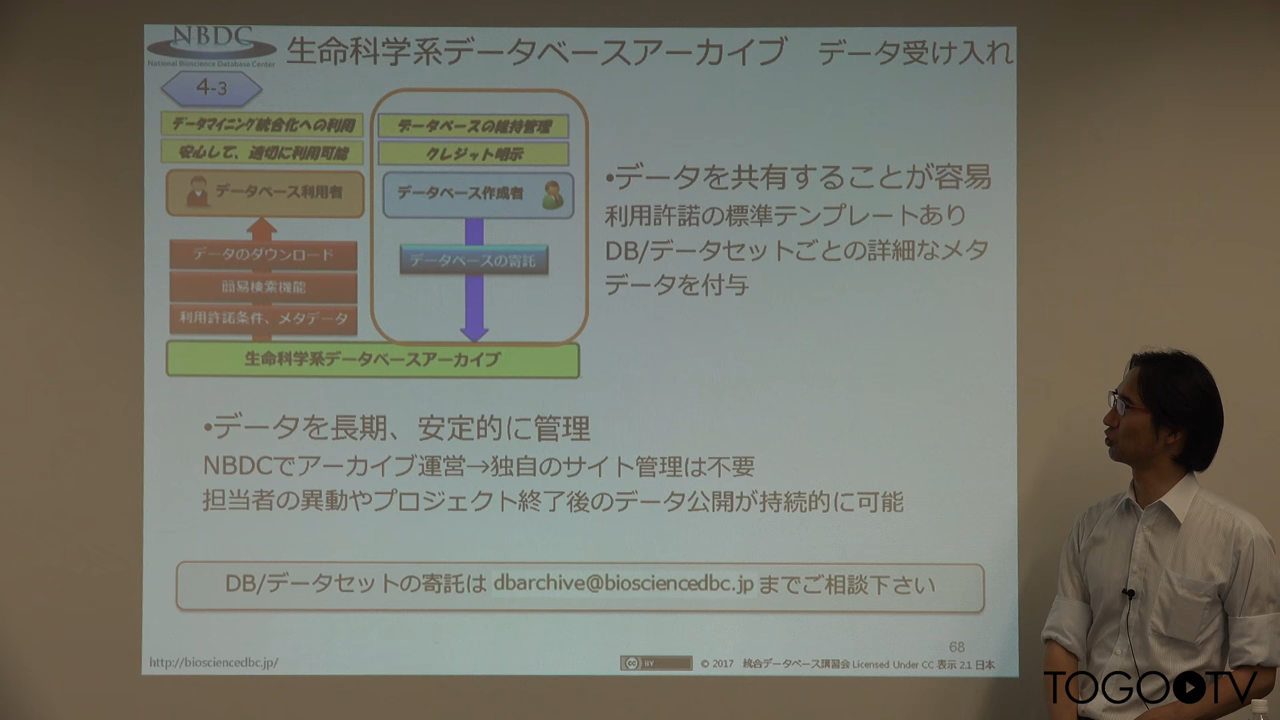 NBDC
National Bioscience Database Center
生命科学系データベースアーカイブ　データ受け入れ
4-3
データマイニング統合化への利用
安心して、適切に利用可能
データベース利用者
データのダウンロード
簡易検索機能
利用許諾条件、メタデータ
データベースの維持管理
クレジット明示
データベース作成者
データベースの寄託
生命科学系データベースアーカイブ
•データを共有することが容易
利用許諾の標準テンプレートあり
DB/データセットごとの詳細なメタ
データを付与
•データを長期、安定的に管理
NBDCでアーカイブ運営→独自のサイト管理は不要
担当者の異動やプロジェクト終了後のデータ公開が持続的に可能
DB/データセットの寄託は dbarchive@biosciencedbc.jp までご相談下さい
68
http://biosciencedbc.jp/
cc BY
© 2017 統合データベース講習会 Licensed Under CC 表示 2.1 日本
TOGO TV